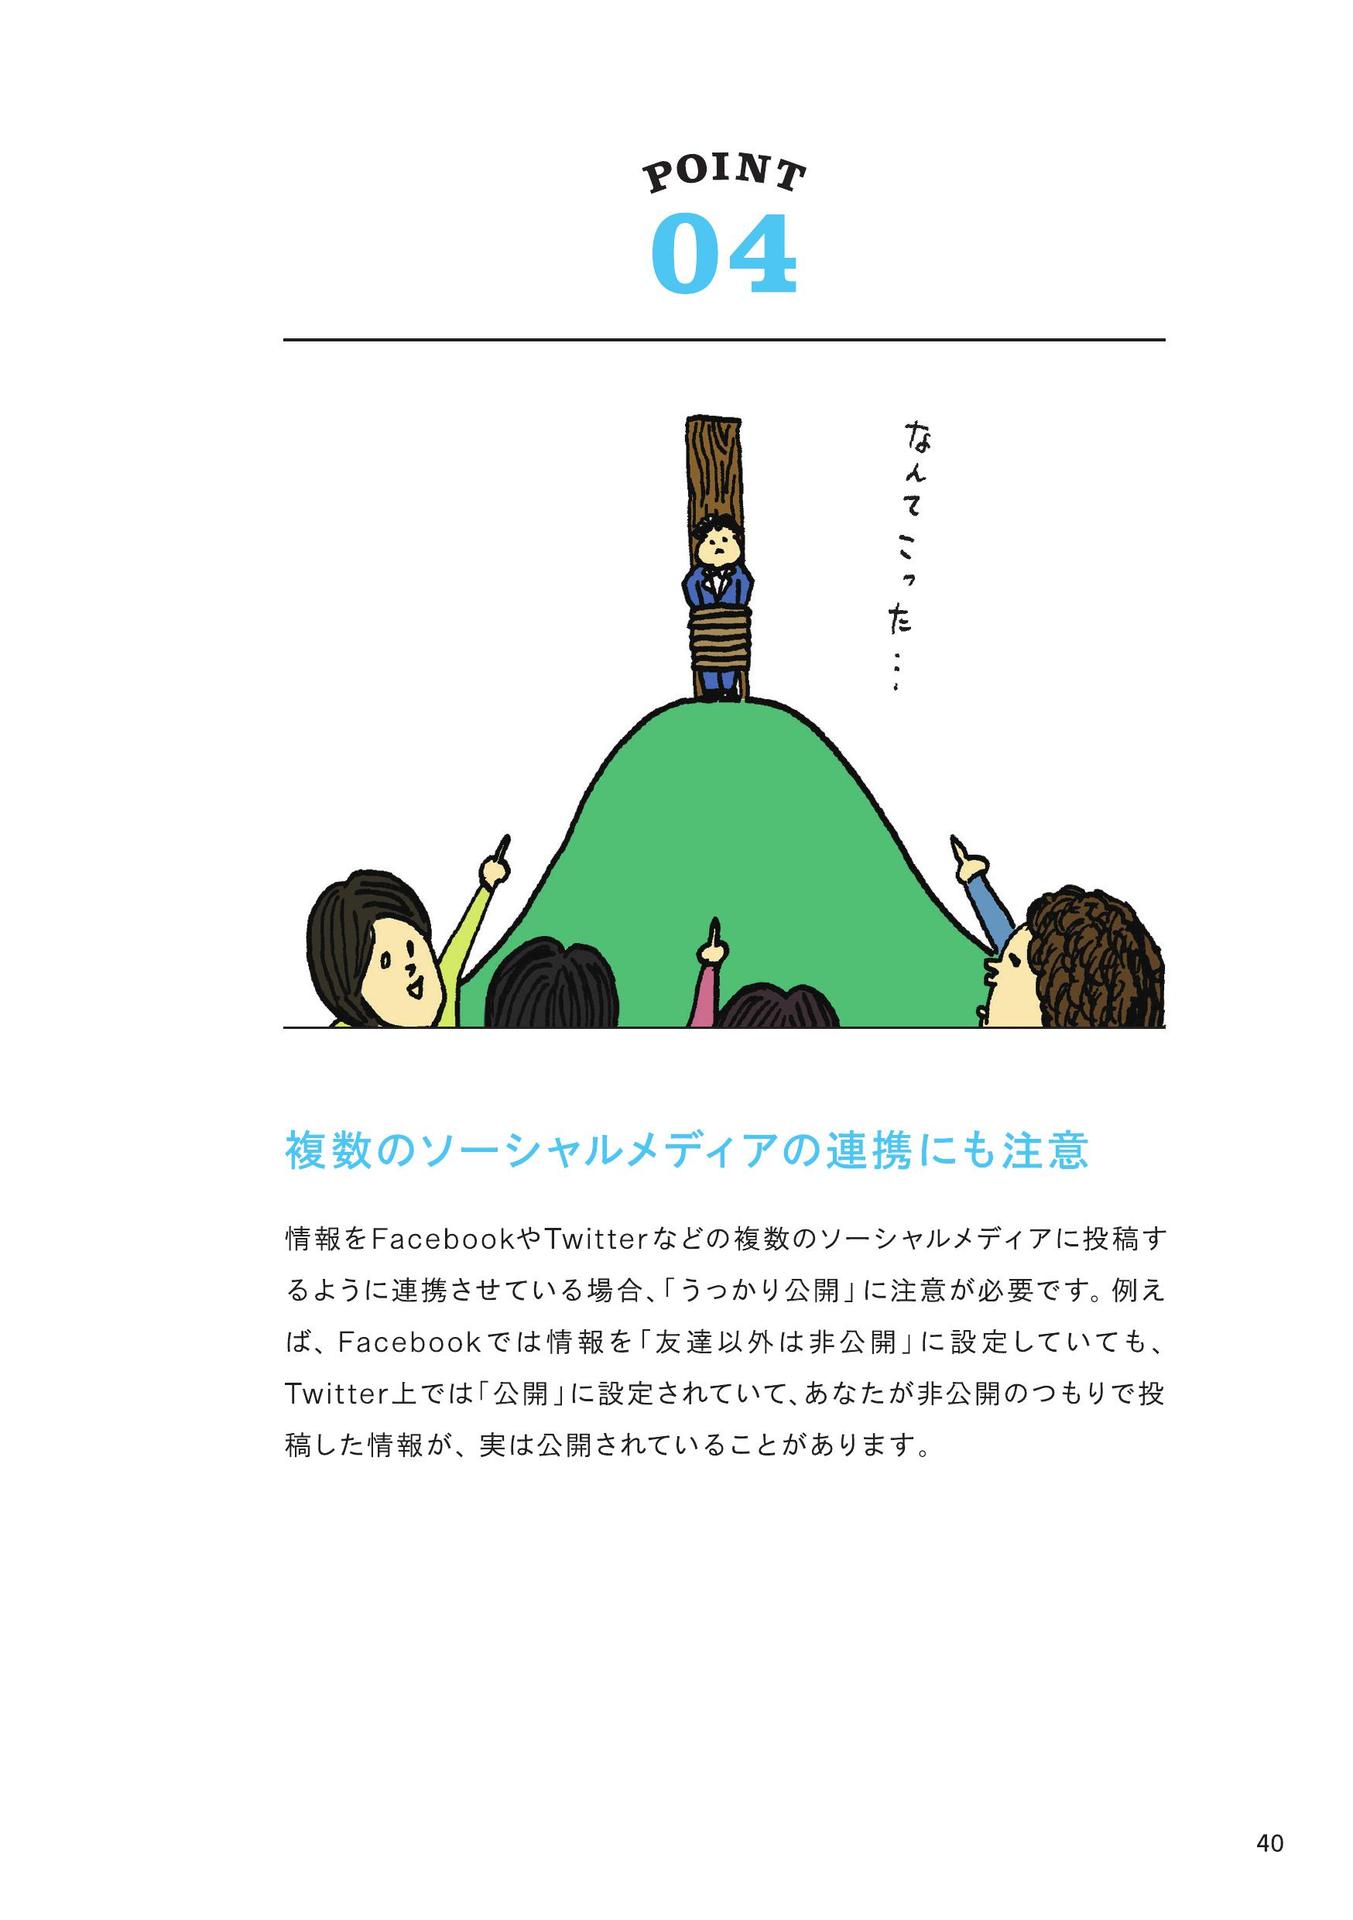 POINT
04
なんてこった…
複数のソーシャルメディアの連携にも注意
情報をFacebookやTwitterなどの複数のソーシャルメディアに投稿す
るように連携させている場合、「うっかり公開」に注意が必要です。例え
ば、Facebookでは情報を「友達以外は非公開」に設定していても、
Twitter上では「公開」に設定されていて、あなたが非公開のつもりで投
稿した情報が、実は公開されていることがあります。
40